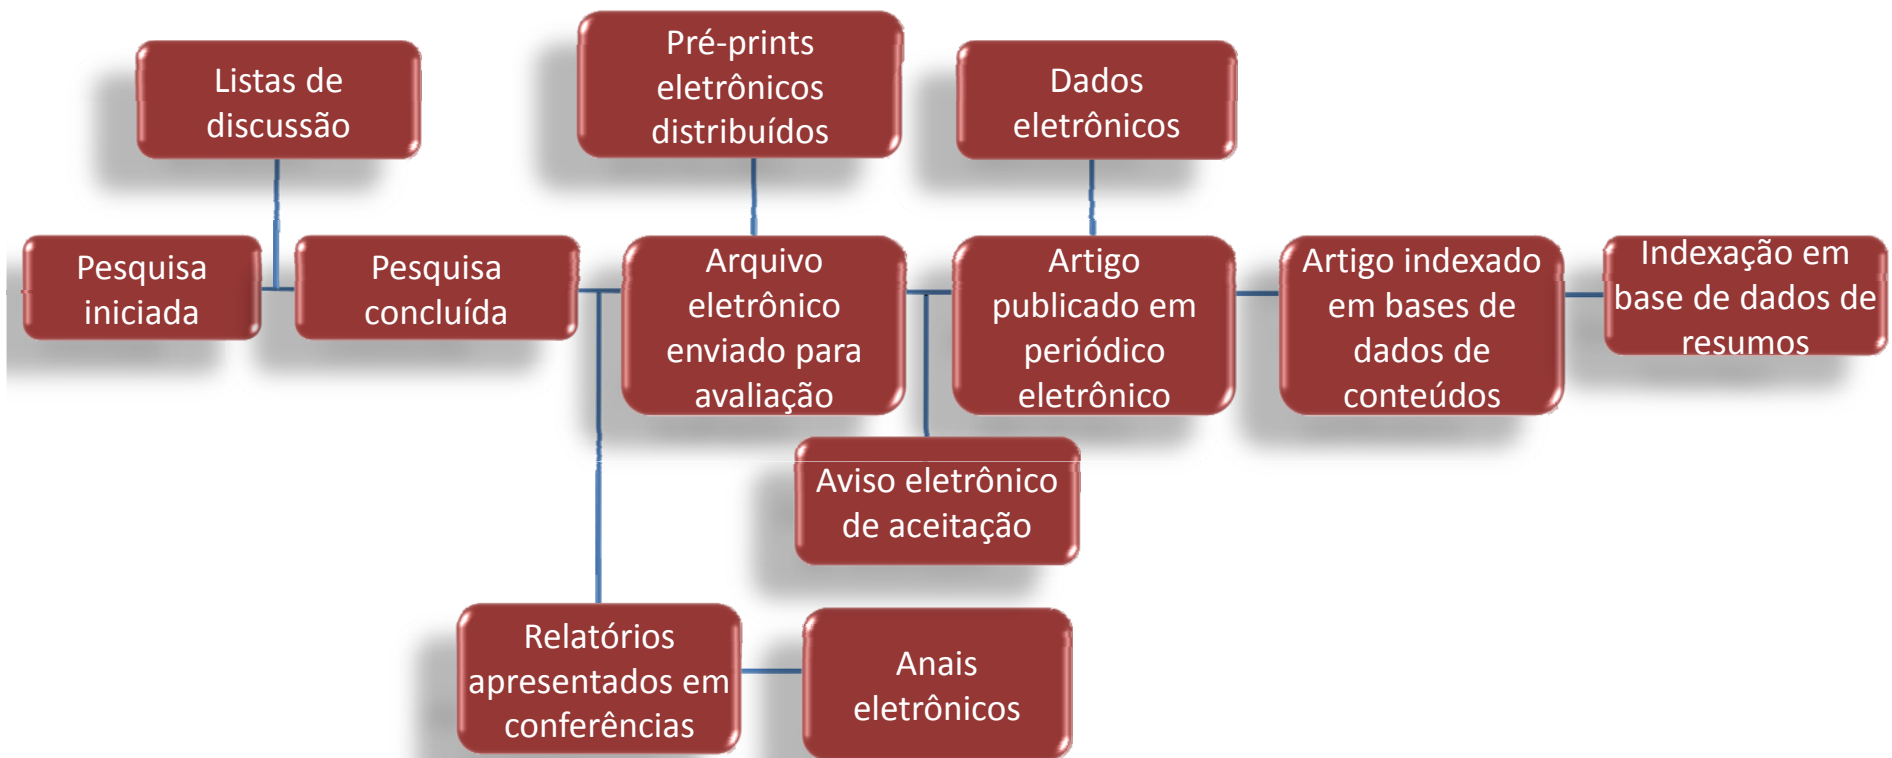 Listas de
discussão
Pré-prints
eletrônicos
distribuídos
Dados
eletrônicos
Pesquisa
iniciada
Pesquisa
concluída
Arquivo
eletrônico
enviado para
avaliação
Artigo
publicado em
periódico
eletrônico
Artigo indexado
em bases de
dados de
conteúdos
Indexação em
base de dados de
resumos
Aviso eletrônico
de aceitação
Relatórios
apresentados em
conferências
Anais
eletrônicos